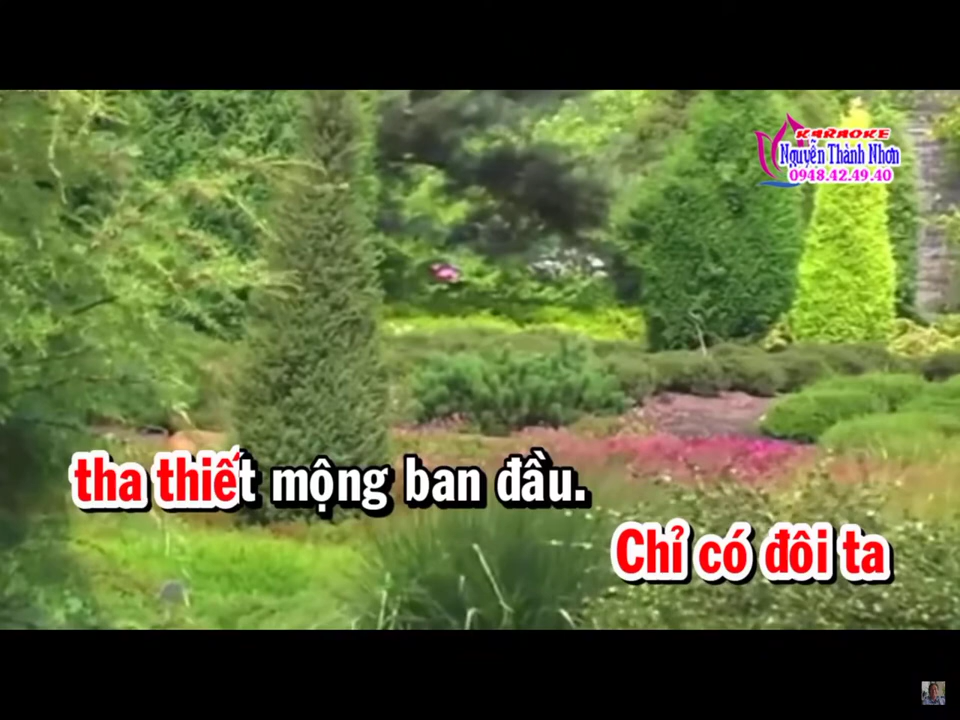 KARAOKE
Nguyễn Thành Nhơn
0948.42.49.40
tha thiết mộng ban đầu.
Chỉ có đôi ta